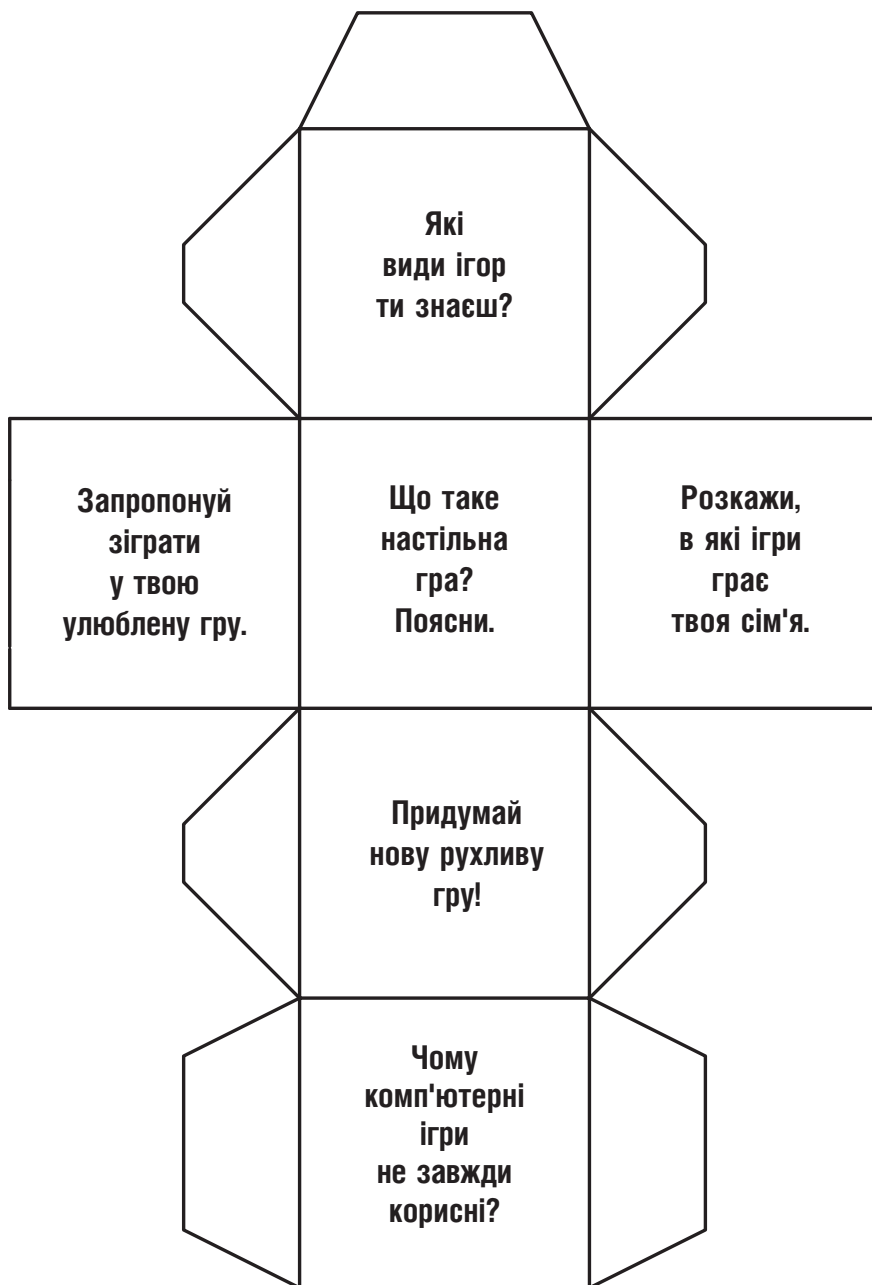 Які
види ігор
ти знаєш?
Запропонуй
зіграти
у твою
улюблену гру.
Що таке
настільна
гра?
Поясни.
Розкажи,
в які ігри
грає
твоя сім'я.
Придумай
нову рухливу
гру!
Чому
комп'ютерні
ігри
не завжди
корисні?